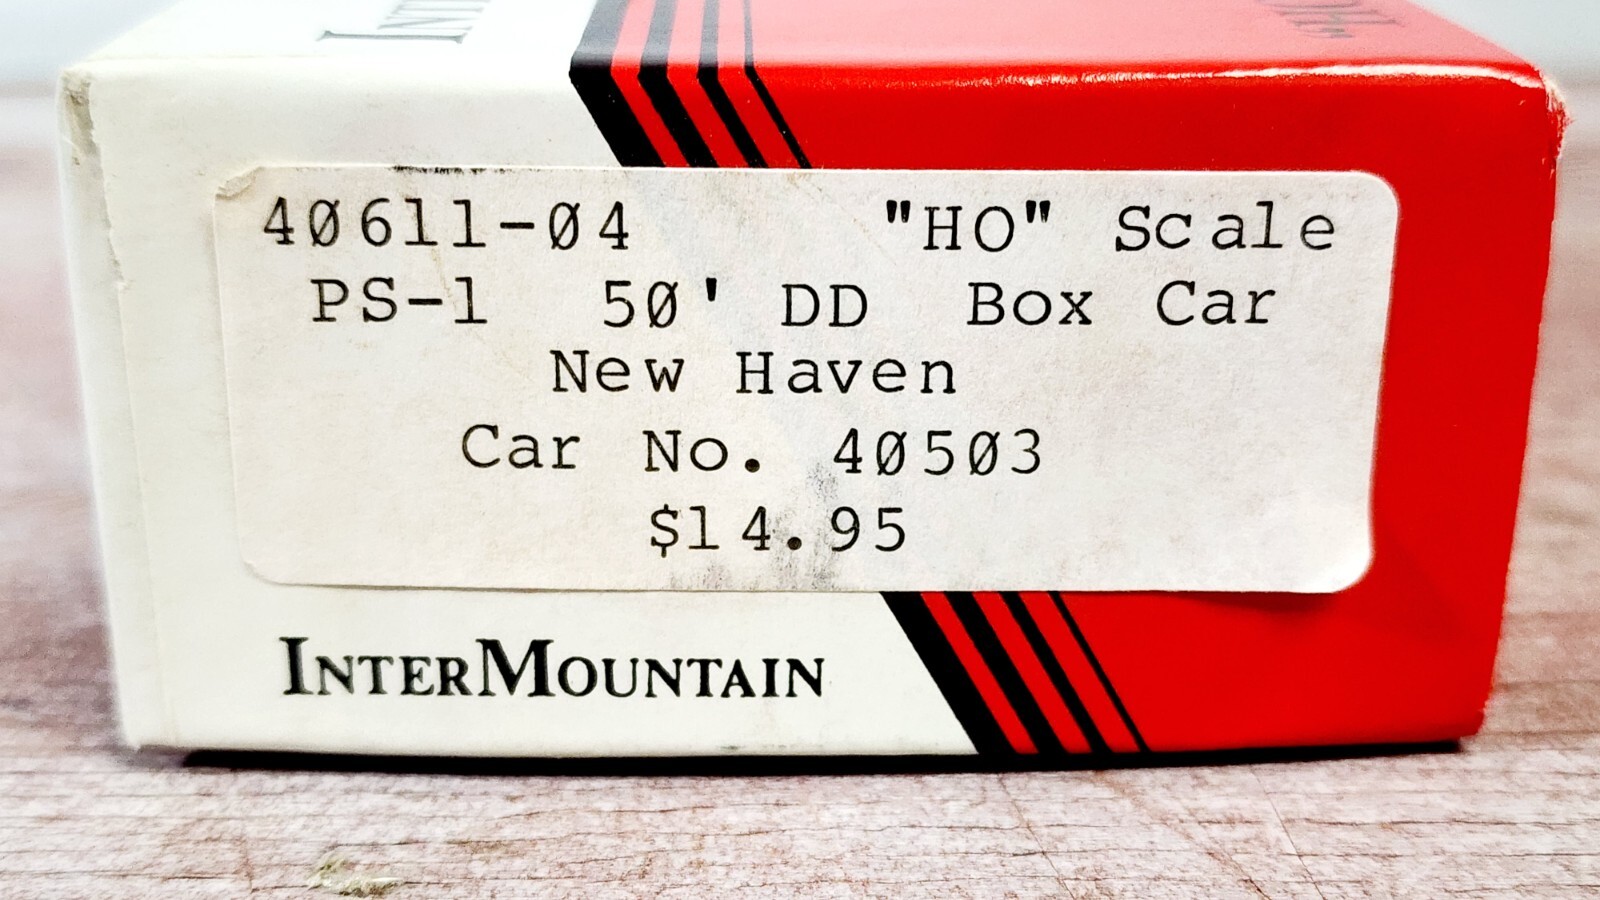 40611-04 "HO" Scale
PS-1 50' DD Box Car
New Haven
Car No. 40503
$14.95
INTERMOUNTAIN